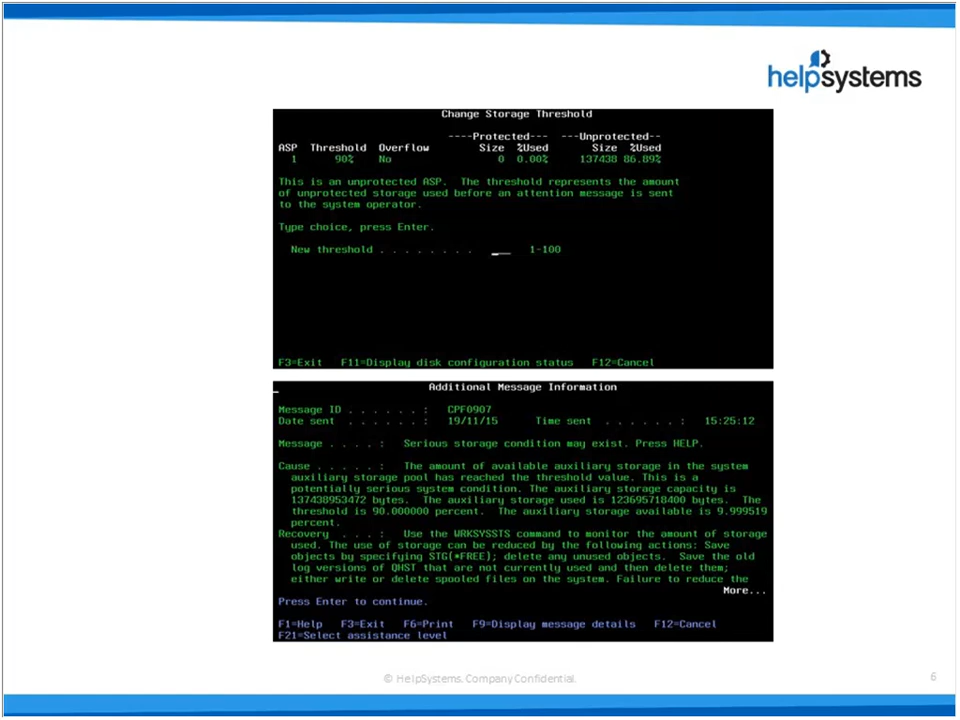 helpsystems
Change Storage Threshold
----Protected--- ---Unprotected--
ASP Threshold Overflow Size %Used Size %Used
1 90% No 0 0.00% 137438 86.89%
This is an unprotected ASP. The threshold represents the amount
of unprotected storage used before an attention message is sent
to the system operator.
Type choice, press Enter.
New threshold . . . . . . . . ___ 1-100
F3=Exit F11=Display disk configuration status F12=Cancel
Additional Message Information
Message ID . . . . . . : CPF0907
Date sent . . . . . . : 19/11/15 Time sent . . . . . . : 15:25:12
Message . . . . : Serious storage condition may exist. Press HELP.
Cause . . . . . : The amount of available auxiliary storage in the system
auxiliary storage pool has reached the threshold value. This is a
potentially serious system condition. The auxiliary storage capacity is
137438953472 bytes. The auxiliary storage used is 123695718400 bytes. The
threshold is 90.000000 percent. The auxiliary storage available is 9.999519
percent.
Recovery . . . : Use the WRKSYSSTS command to monitor the amount of storage
used. The use of storage can be reduced by the following actions: Save
objects by specifying STG(*FREE); delete any unused objects. Save the old
log versions of QHST that are not currently used and then delete them;
either write or delete spooled files on the system. Failure to reduce the
More...
Press Enter to continue.
F1=Help F3=Exit F6=Print F9=Display message details F12=Cancel
F21=Select assistance level
© HelpSystems. Company Confidential.
6